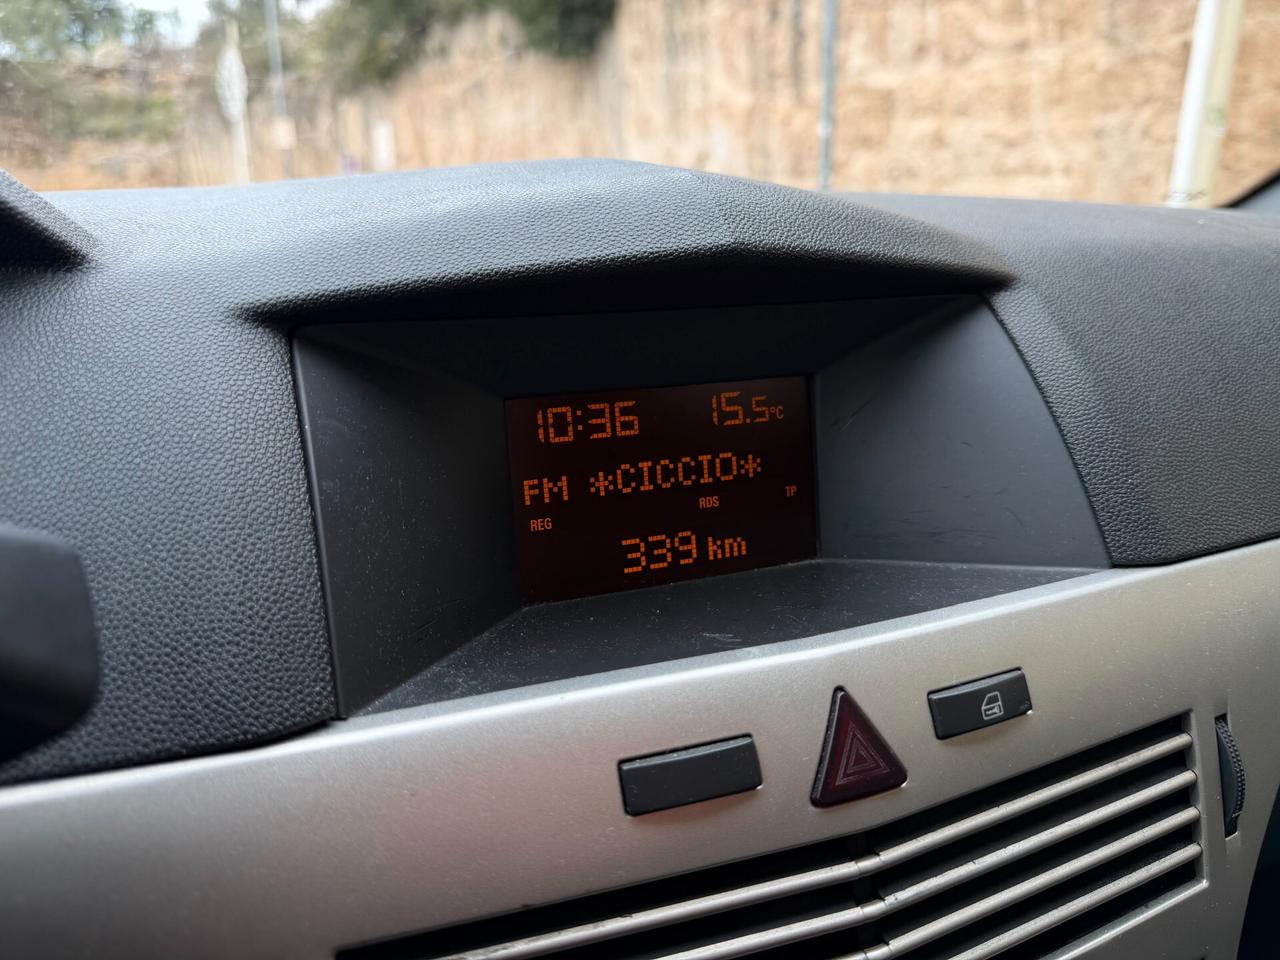 10:36 15.5°C
FM *CICCIO*
REG RDS TP
339 km